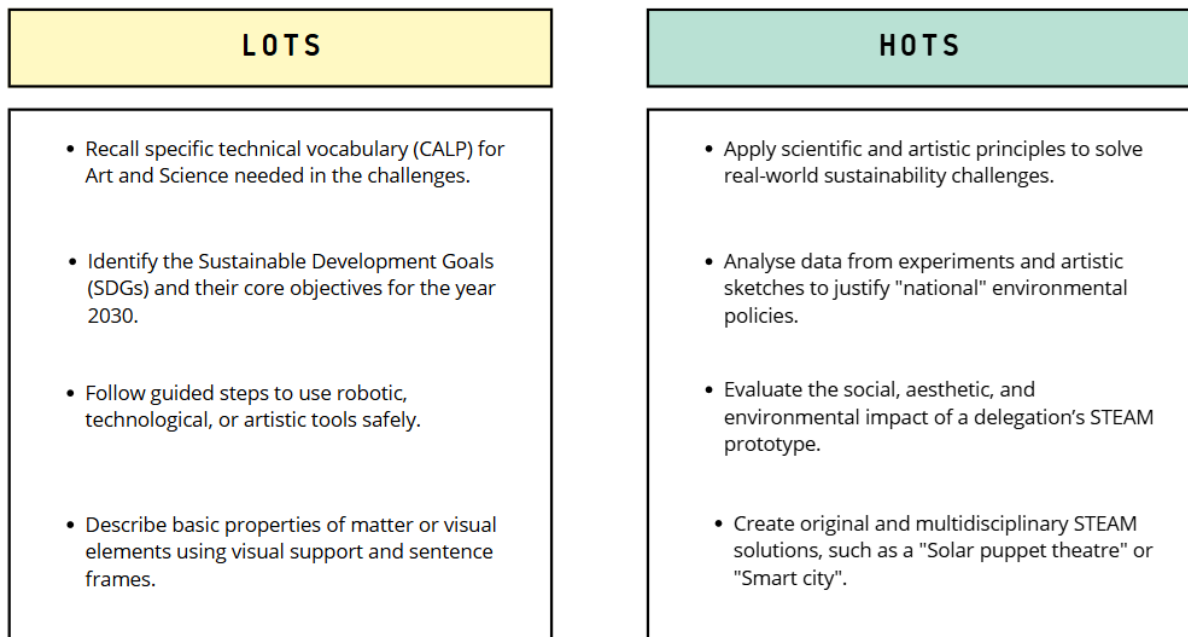 LOTS
• Recall specific technical vocabulary (CALP) for
Art and Science needed in the challenges.
• Identify the Sustainable Development Goals
(SDGs) and their core objectives for the year
2030.
• Follow guided steps to use robotic,
technological, or artistic tools safely.
• Describe basic properties of matter or visual
elements using visual support and sentence
frames.
HOTS
• Apply scientific and artistic principles to solve
real-world sustainability challenges.
• Analyse data from experiments and artistic
sketches to justify "national" environmental
policies.
• Evaluate the social, aesthetic, and
environmental impact of a delegation’s STEAM
prototype.
• Create original and multidisciplinary STEAM
solutions, such as a "Solar puppet theatre" or
"Smart city".